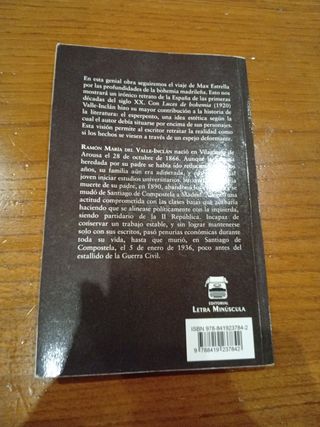 En esta genial obra seguiremos el viaje de Max Estrella
por las profundidades de la bohemia madrileña. Esto nos
mostrará un irónico retrato de la España de las primeras
décadas del siglo XX. Con Luces de bohemia (1920)
Valle-Inclán hizo su mayor contribución a la historia de
la literatura: el esperpento, una idea estética según la
cual el autor debía situarse por encima de sus personajes.
Esta visión permite al escritor retratar la realidad como
si los hechos se viesen a través de un espejo deformante.
Ramón María del Valle-Inclán nació en Vilanova de
Arousa el 28 de octubre de 1866. Aunque la fortuna
heredada por su padre se había ido reduciendo
años, su familia aún era adinerada, y
joven iniciar estudios universitarios.
muerte de su padre, en 1890, abandonó
mudó de Santiago de Compostela a Madrid. una
actitud comprometida con las clases bajas que acabaría
haciendo que se alinease políticamente con la izquierda,
siendo partidario de la II República. Incapaz de
conservar un trabajo estable, y sin lograr mantenerse
solo con sus escritos, pasó penurias económicas durante
toda su vida, hasta que murió, en Santiago de
Compostela, el 5 de enero de 1936, poco antes del
estallido de la Guerra Civil.
EDITORIAL
LETRA MINÚSCULA
ISBN 978-841923784-2
9 788419 237842